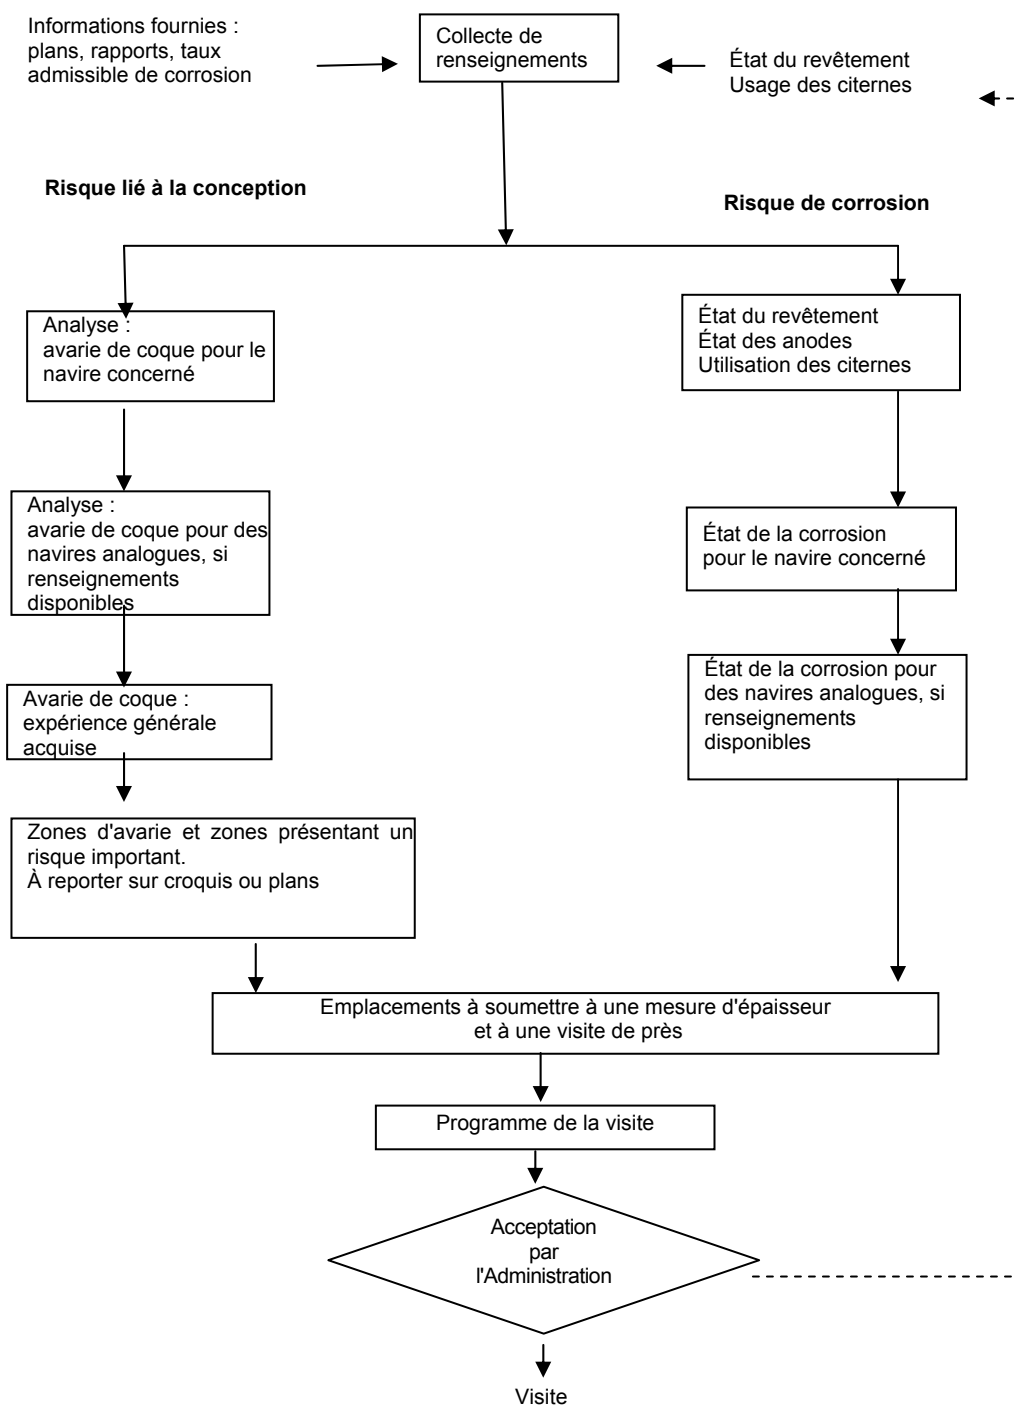 Informations fournies :
plans, rapports, taux
admissible de corrosion
Collecte de
renseignements
État du revêtement
Usage des citernes
Risque lié à la conception
Risque de corrosion
Analyse :
avarie de coque pour le
navire concerné
Analyse :
avarie de coque pour des
navires analogues, si
renseignements
disponibles
Avarie de coque :
expérience générale
acquise
Zones d'avarie et zones présentant un
risque important.
À reporter sur croquis ou plans
État du revêtement
État des anodes
Utilisation des citernes
État de la corrosion
pour le navire concerné
État de la corrosion pour
des navires analogues, si
renseignements
disponibles
Emplacements à soumettre à une mesure d'épaisseur
et à une visite de près
Programme de la visite
Acceptation
par
l'Administration
Visite